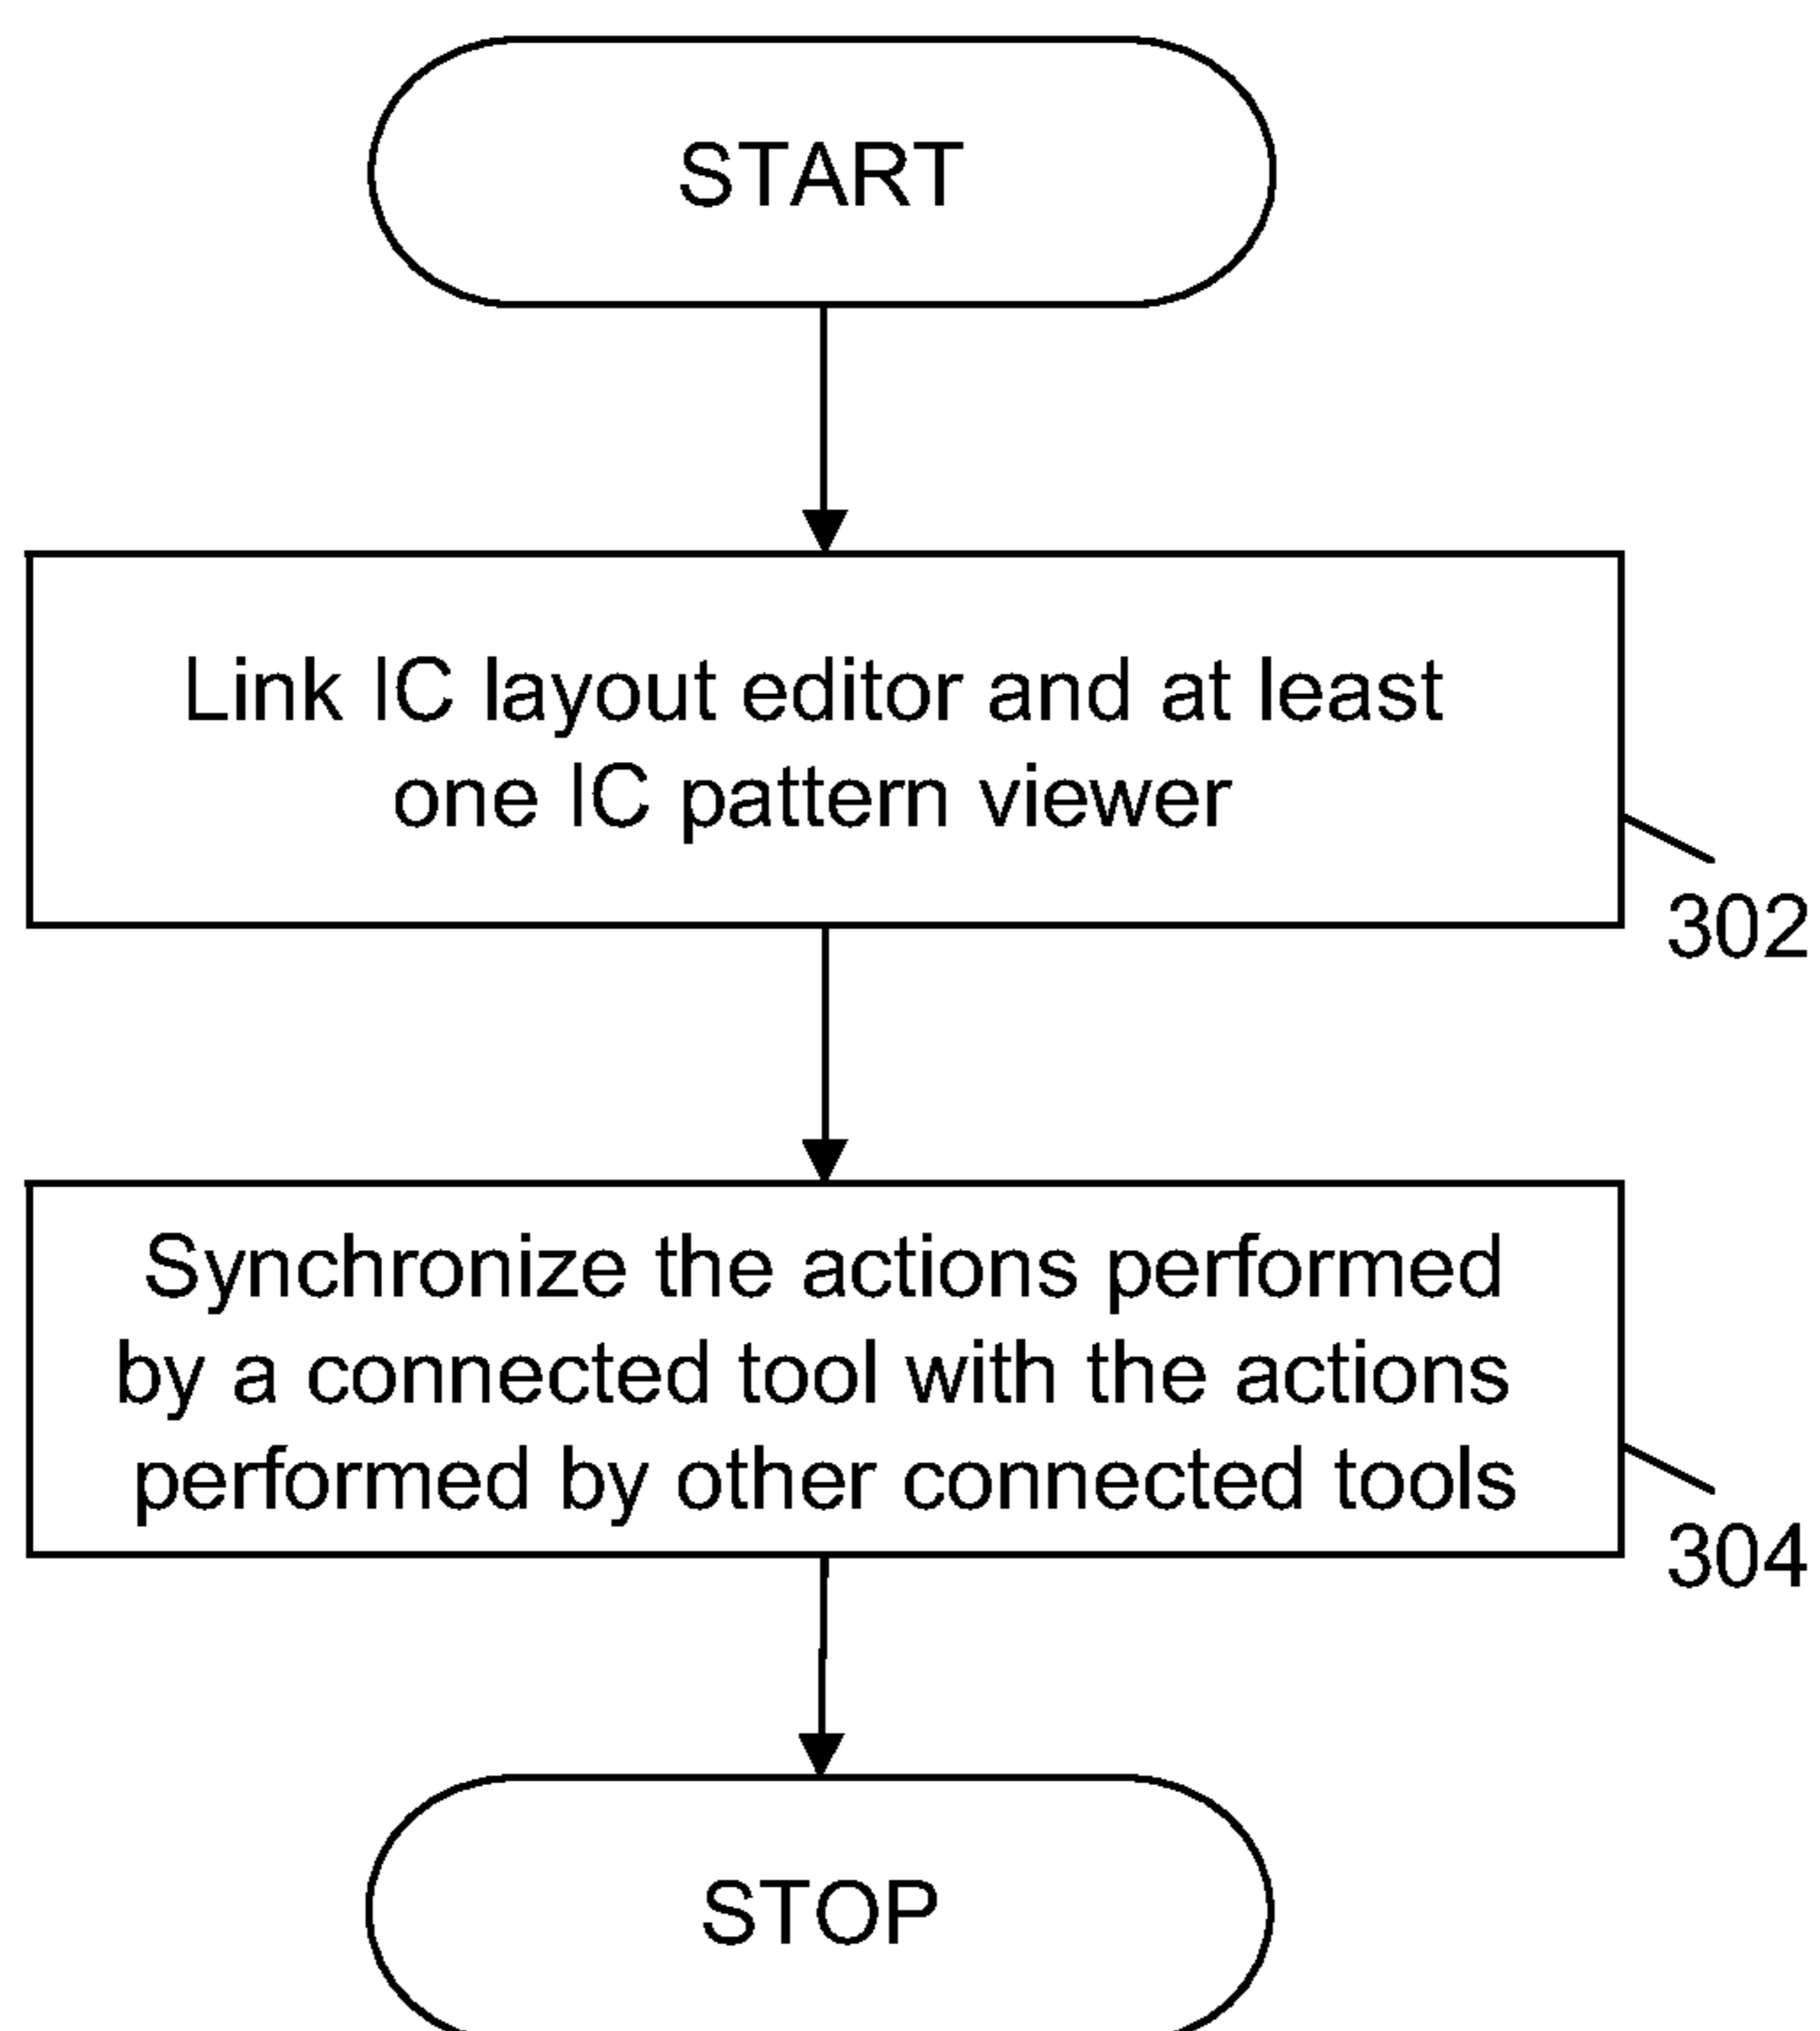 START
Link IC layout editor and at least
one IC pattern viewer
302
Synchronize the actions performed
by a connected tool with the actions
performed by other connected tools
304
STOP